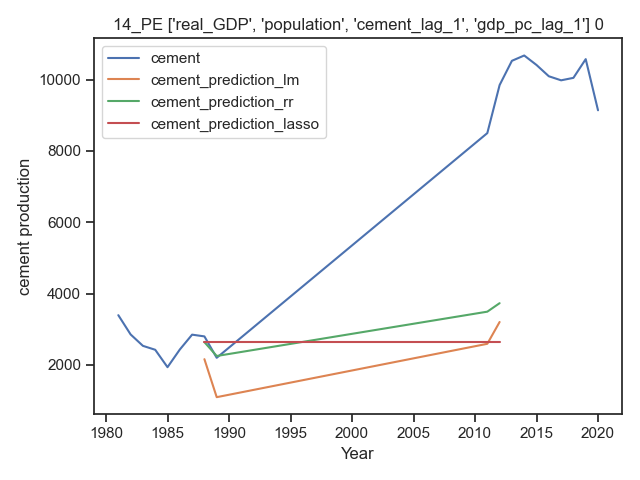 14_PE ['real_GDP', 'population', 'cement_lag_1', 'gdp_pc_lag_1'] 0
cement
cement_prediction_lm
cement_prediction_rr
cement_prediction_lasso
10000
8000
6000
4000
2000
cement production
1980 1985 1990 1995 2000 2005 2010 2015 2020
Year